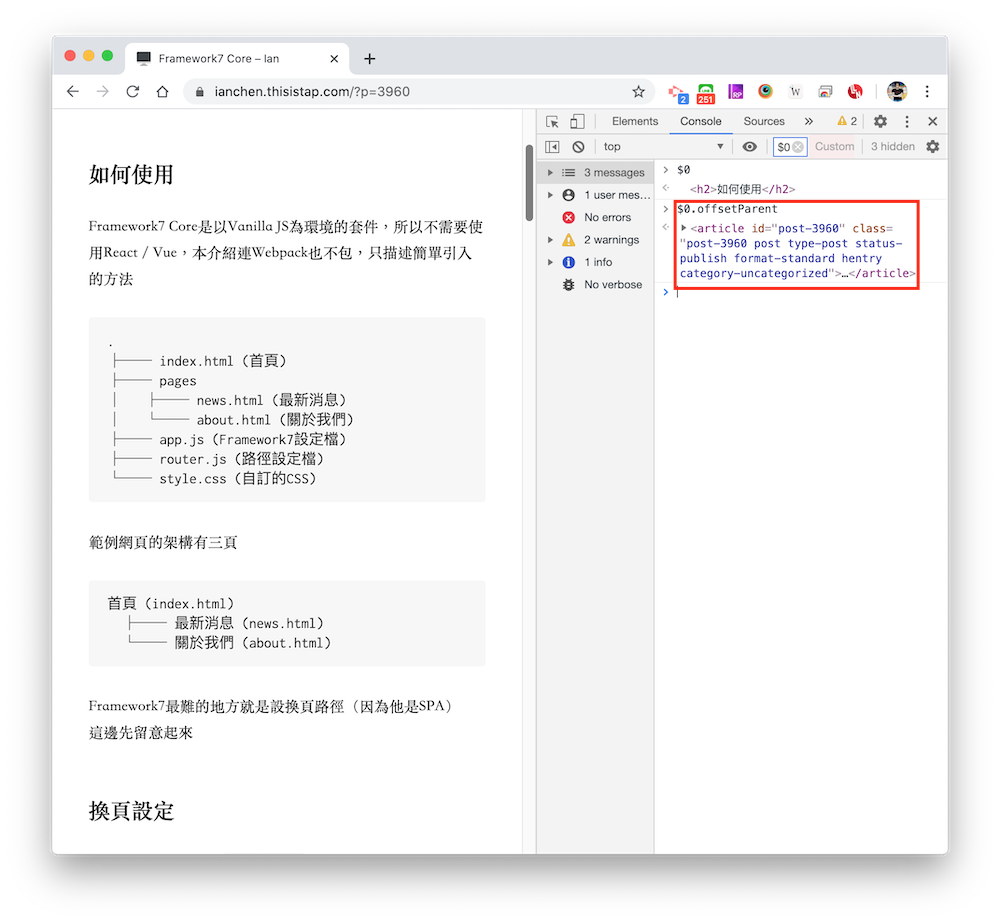 Framework7 Core – Ian
ianchen.thisistap.com/?p=3960
2
251
RP
W
如何使用
Framework7 Core是以Vanilla JS為環境的套件，所以不需要使
用React / Vue，本介紹連Webpack也不包，只描述簡單引入
的方法
.
├── index.html (首頁)
├── pages
│   ├── news.html (最新消息)
│   └── about.html (關於我們)
├── app.js (Framework7設定檔)
├── router.js (路徑設定檔)
└── style.css (自訂的CSS)
範例網頁的架構有三頁
首頁 (index.html)
├── 最新消息 (news.html)
└── 關於我們 (about.html)
Framework7最難的地方就是設換頁路徑（因為他是SPA）
這邊先留意起來
換頁設定
Elements Console Sources » 2
top $0 Custom 3 hidden
3 messages
1 user mes...
No errors
2 warnings
1 info
No verbose
$0
<h2>如何使用</h2>
$0.offsetParent
<article id="post-3960" class=
"post-3960 post type-post status-
publish format-standard hentry
category-uncategorized">…</article>